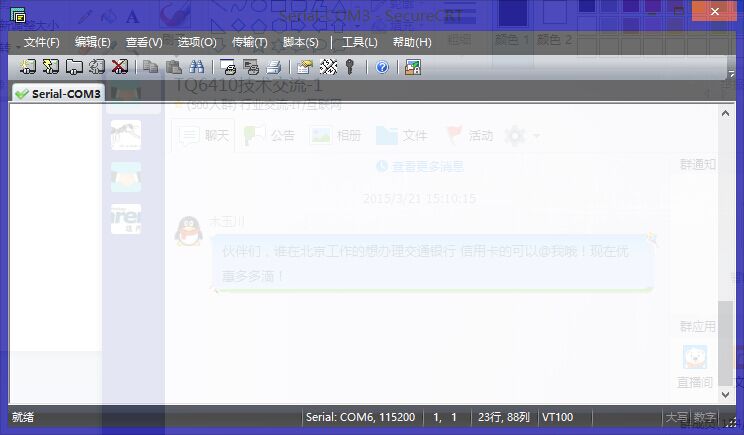 Serial-COM3 - SecureCRT
文件(F) 编辑(E) 查看(V) 选项(O) 传输(T) 脚本(S) 工具(L) 帮助(H)
颜色 1 颜色 2
Serial-COM3
TQ6410技术交流-1
(500人群) 行业交流-IT/互联网
聊天 公告 相册 文件 活动
查看更多消息
群通知
2015/3/21 15:10:15
木玉川
伙伴们，谁在北京工作的想办理交通银行 信用卡的可以@我哦！现在优
惠多多滴！
群应用
直播间
就绪 Serial: COM6, 115200 1, 1 23行, 88列 VT100 大写 数字